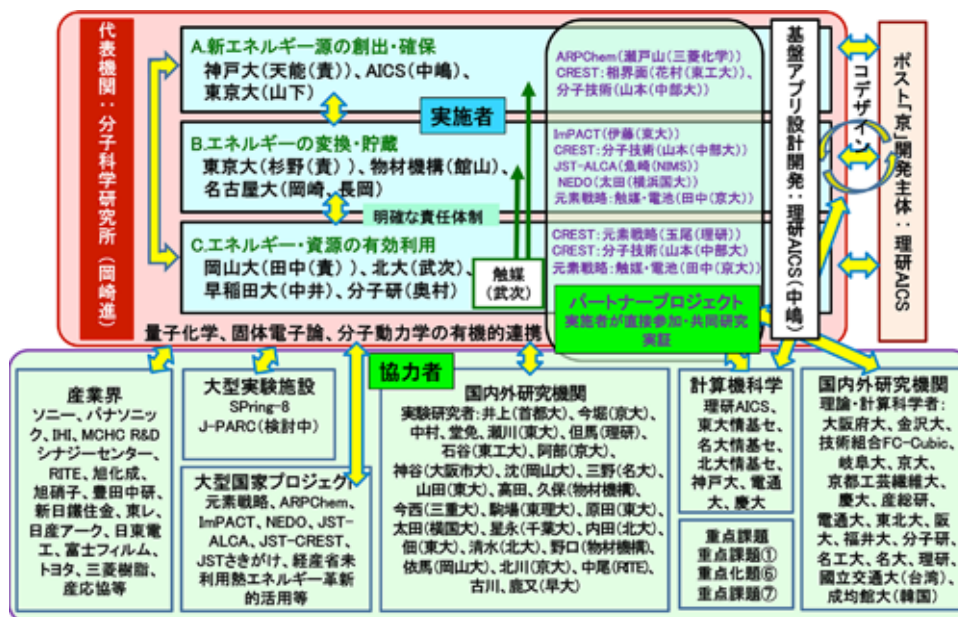 代表機関:分子科学研究所(岡崎進)
A.新エネルギー源の創出・確保
神戸大(天能(責))、AICS(中嶋)、
東京大(山下)
実施者
B.エネルギーの変換・貯蔵
東京大(杉野(責))、物材機構(館山)、
名古屋大(岡崎、長岡)
明確な責任体制
C.エネルギー・資源の有効利用
岡山大(田中(責))、北大(武次)、
早稲田大(中井)、分子研(奥村)
触媒
(武次)
ARPChem(瀬戸山(三菱化学))
CREST:相界面(花村(東工大))、
分子技術(山本(中部大))
ImPACT(伊藤(東大))
CREST:分子技術(山本(中部大))
JST-ALCA(魚崎(NIMS))
NEDO(太田(横浜国大))
元素戦略:触媒・電池(田中(京大))
CREST:元素戦略(玉尾(理研))
CREST:分子技術(山本(中部大)
元素戦略:触媒・電池(田中(京大))
パートナープロジェクト
実施者が直接参加・共同研究
実証
量子化学、固体電子論、分子動力学の有機的連携
基盤アプリ設計開発:理研AICS(中嶋)
コデザイン
ポスト「京」開発主体:理研AICS
協力者
産業界
ソニー、パナソニッ
ク、IHI、MCHC R&D
シナジーセンター、
RITE、旭化成、
旭硝子、豊田中研、
新日鐵住金、東レ、
日産アーク、日東電
工、富士フィルム、
トヨタ、三菱樹脂、
産応協等
大型実験施設
SPring-8
J-PARC(検討中)
大型国家プロジェクト
元素戦略、ARPChem、
ImPACT、NEDO、JST-
ALCA、JST-CREST、
JSTさきがけ、経産省未
利用熱エネルギー革新
的活用等
国内外研究機関
実験研究者:井上(首都大)、今堀(京大)、
中村、堂免、瀬川(東大)、但馬(理研)、
石谷(東工大)、阿部(京大)、
神谷(大阪市大)、沈(岡山大)、三野(名大)、
山田(東大)、高田、久保(物材機構)、
今西(三重大)、駒場(東理大)、原田(東大)、
太田(横国大)、星永(千葉大)、内田(北大)、
佃(東大)、清水(北大)、野口(物材機構)、
依馬(岡山大)、北川(京大)、中尾(RITE)、
古川、鹿又(早大)
計算機科学
理研AICS、
東大情基セ、
名大情基セ、
北大情基セ、
神戸大、電通
大、慶大
重点課題
重点課題①
重点化題⑥
重点課題⑦
国内外研究機関
理論・計算科学者:
大阪府大、金沢大、
技術組合FC-Cubic、
岐阜大、京大、
京都工芸繊維大、
慶大、産総研、
電通大、東北大、阪
大、福井大、分子研、
名工大、名大、理研、
國立交通大(台湾)、
成均館大(韓国)